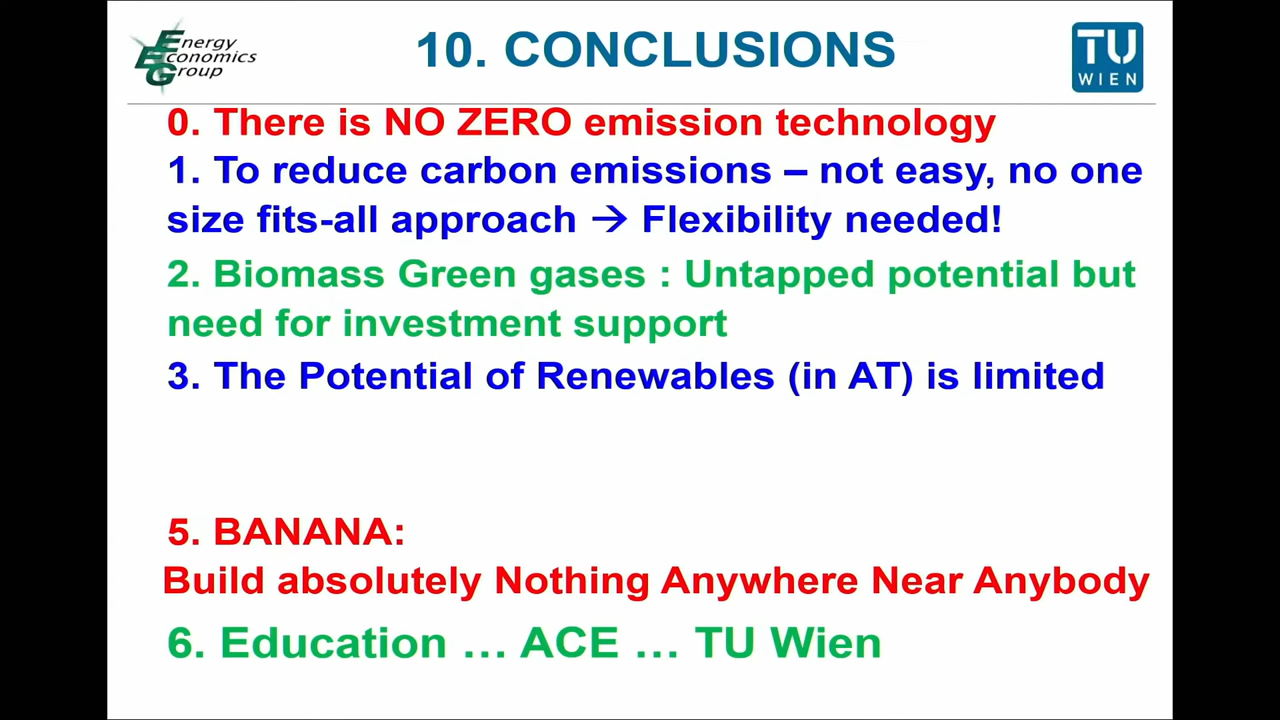 Energy
Economics
Group
10. CONCLUSIONS
TU
WIEN
0. There is NO ZERO emission technology
1. To reduce carbon emissions – not easy, no one
size fits-all approach → Flexibility needed!
2. Biomass Green gases : Untapped potential but
need for investment support
3. The Potential of Renewables (in AT) is limited
5. BANANA:
Build absolutely Nothing Anywhere Near Anybody
6. Education … ACE … TU Wien